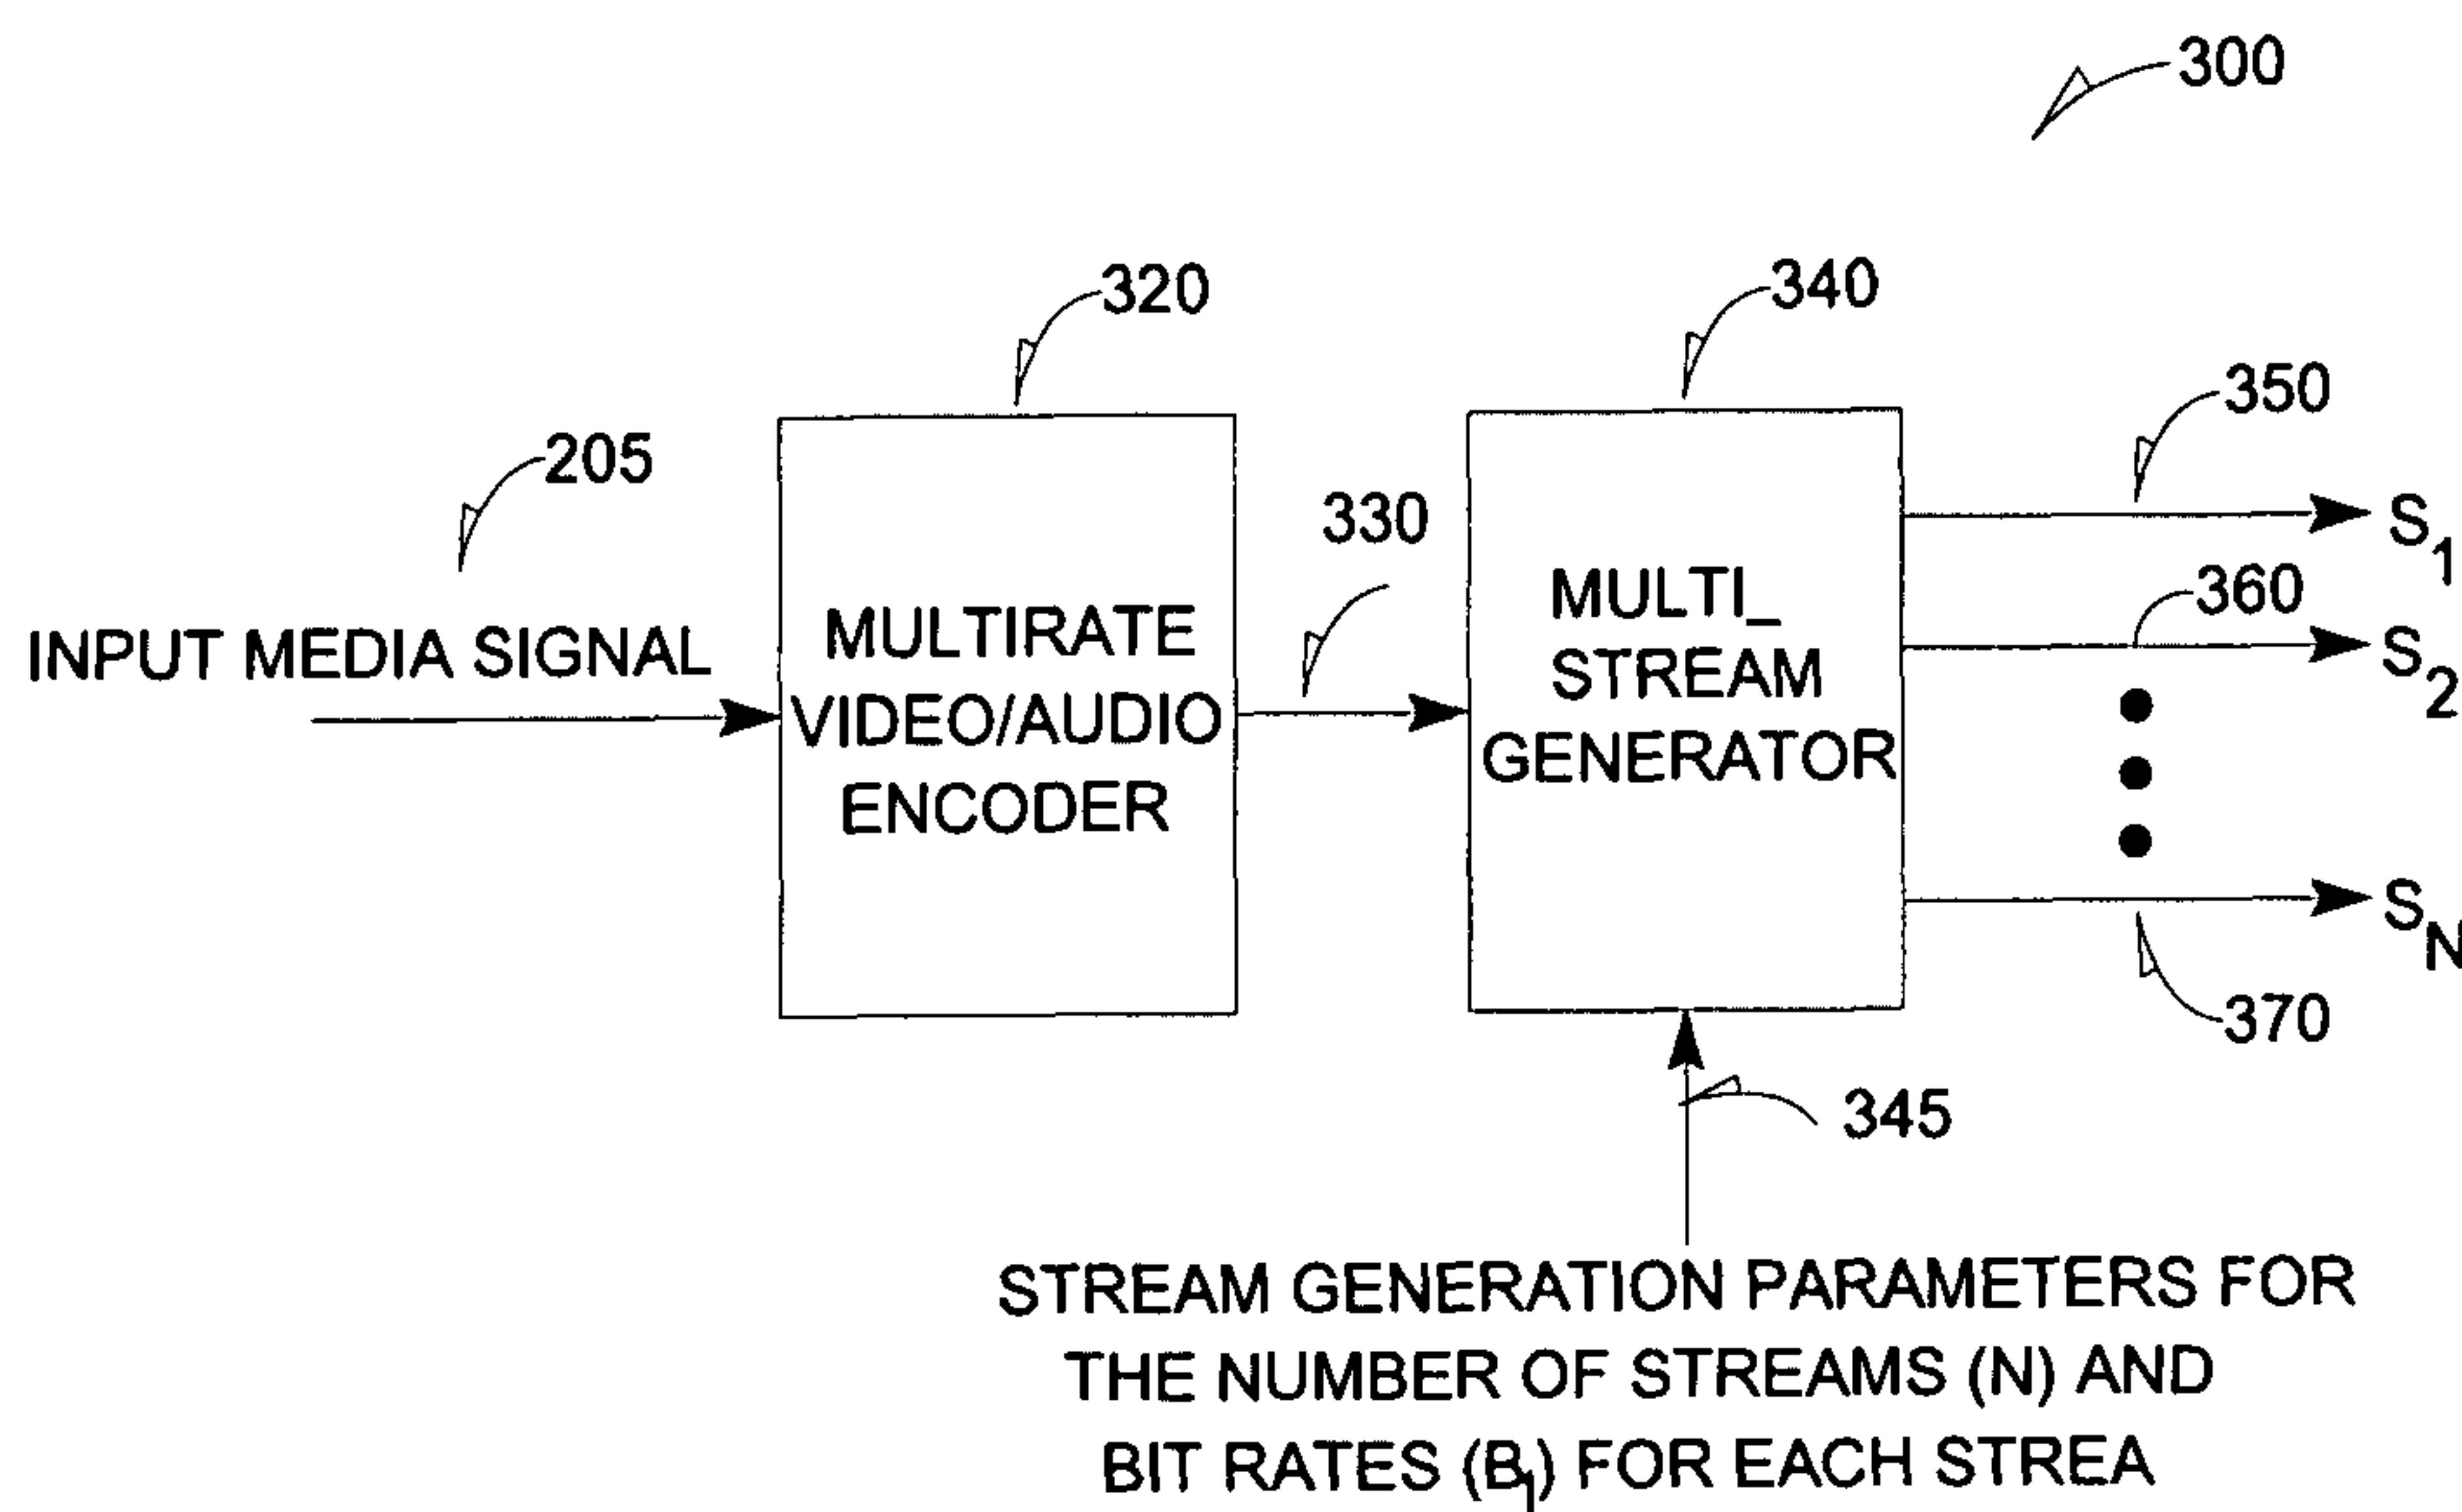 300
320
340
350
205
330
S1
360
S2
INPUT MEDIA SIGNAL
MULTIRATE
VIDEO/AUDIO
ENCODER
MULTI_
STREAM
GENERATOR
SN
370
345
STREAM GENERATION PARAMETERS FOR
THE NUMBER OF STREAMS (N) AND
BIT RATES (B1) FOR EACH STREA